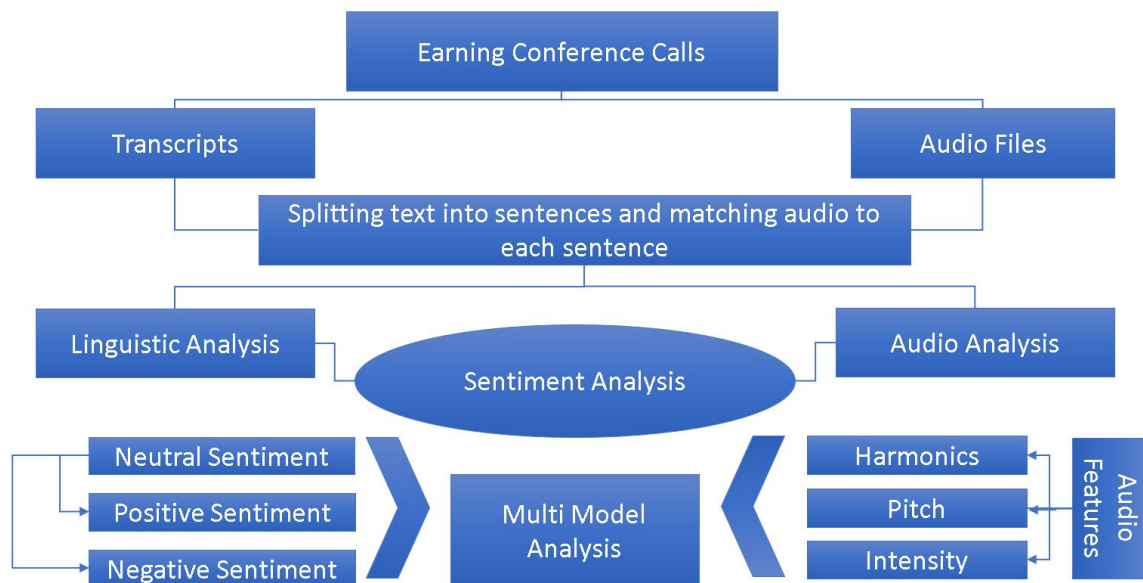 Earning Conference Calls
Transcripts
Audio Files
Splitting text into sentences and matching audio to
each sentence
Linguistic Analysis
Sentiment Analysis
Audio Analysis
Neutral Sentiment
Positive Sentiment
Negative Sentiment
Multi Model
Analysis
Harmonics
Pitch
Intensity
Audio
Features